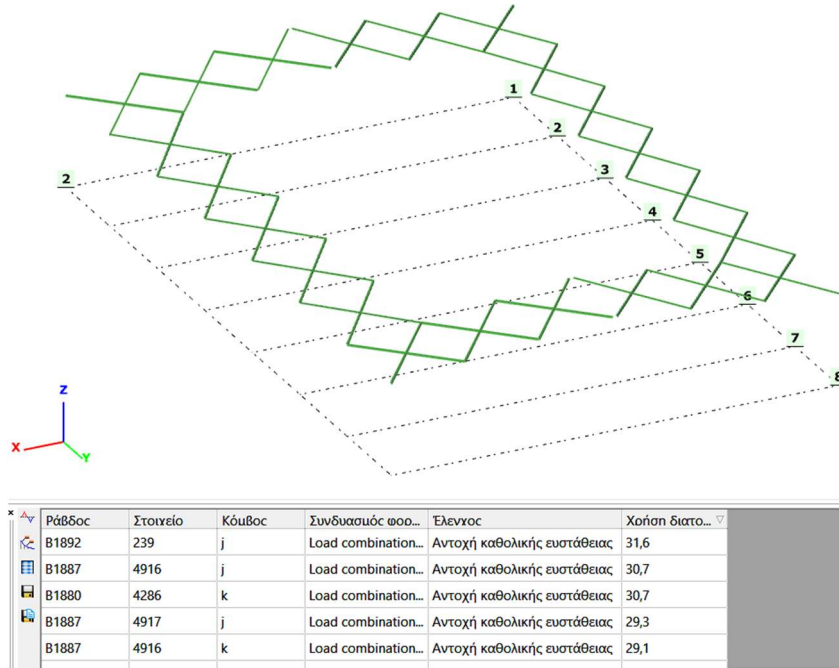 1
2
3
2
4
5
6
7
8
Z
X
Y
Ράβδος Στοιχείο Κόμβος Συνδυασμός φορ... Έλεγχος Χρήση διατο...
B1892 239 j Load combination... Αντοχή καθολικής ευστάθειας 31,6
B1887 4916 j Load combination... Αντοχή καθολικής ευστάθειας 30,7
B1880 4286 k Load combination... Αντοχή καθολικής ευστάθειας 30,7
B1887 4917 j Load combination... Αντοχή καθολικής ευστάθειας 29,3
B1887 4916 k Load combination... Αντοχή καθολικής ευστάθειας 29,1